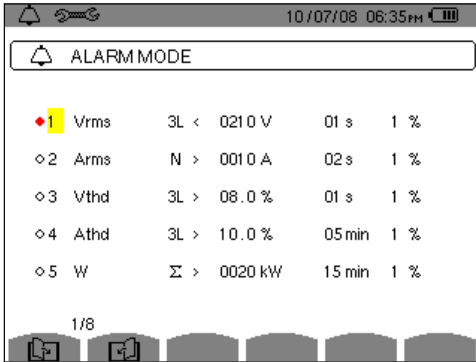 10/07/08 06:35PM
ALARM MODE
1 Vrms 3L < 0210 V 01 s 1 %
2 Arms N > 0010 A 02 s 1 %
3 Vthd 3L > 08.0 % 01 s 1 %
4 Athd 3L > 10.0 % 05 min 1 %
5 W Σ > 0020 kW 15 min 1 %
1/8